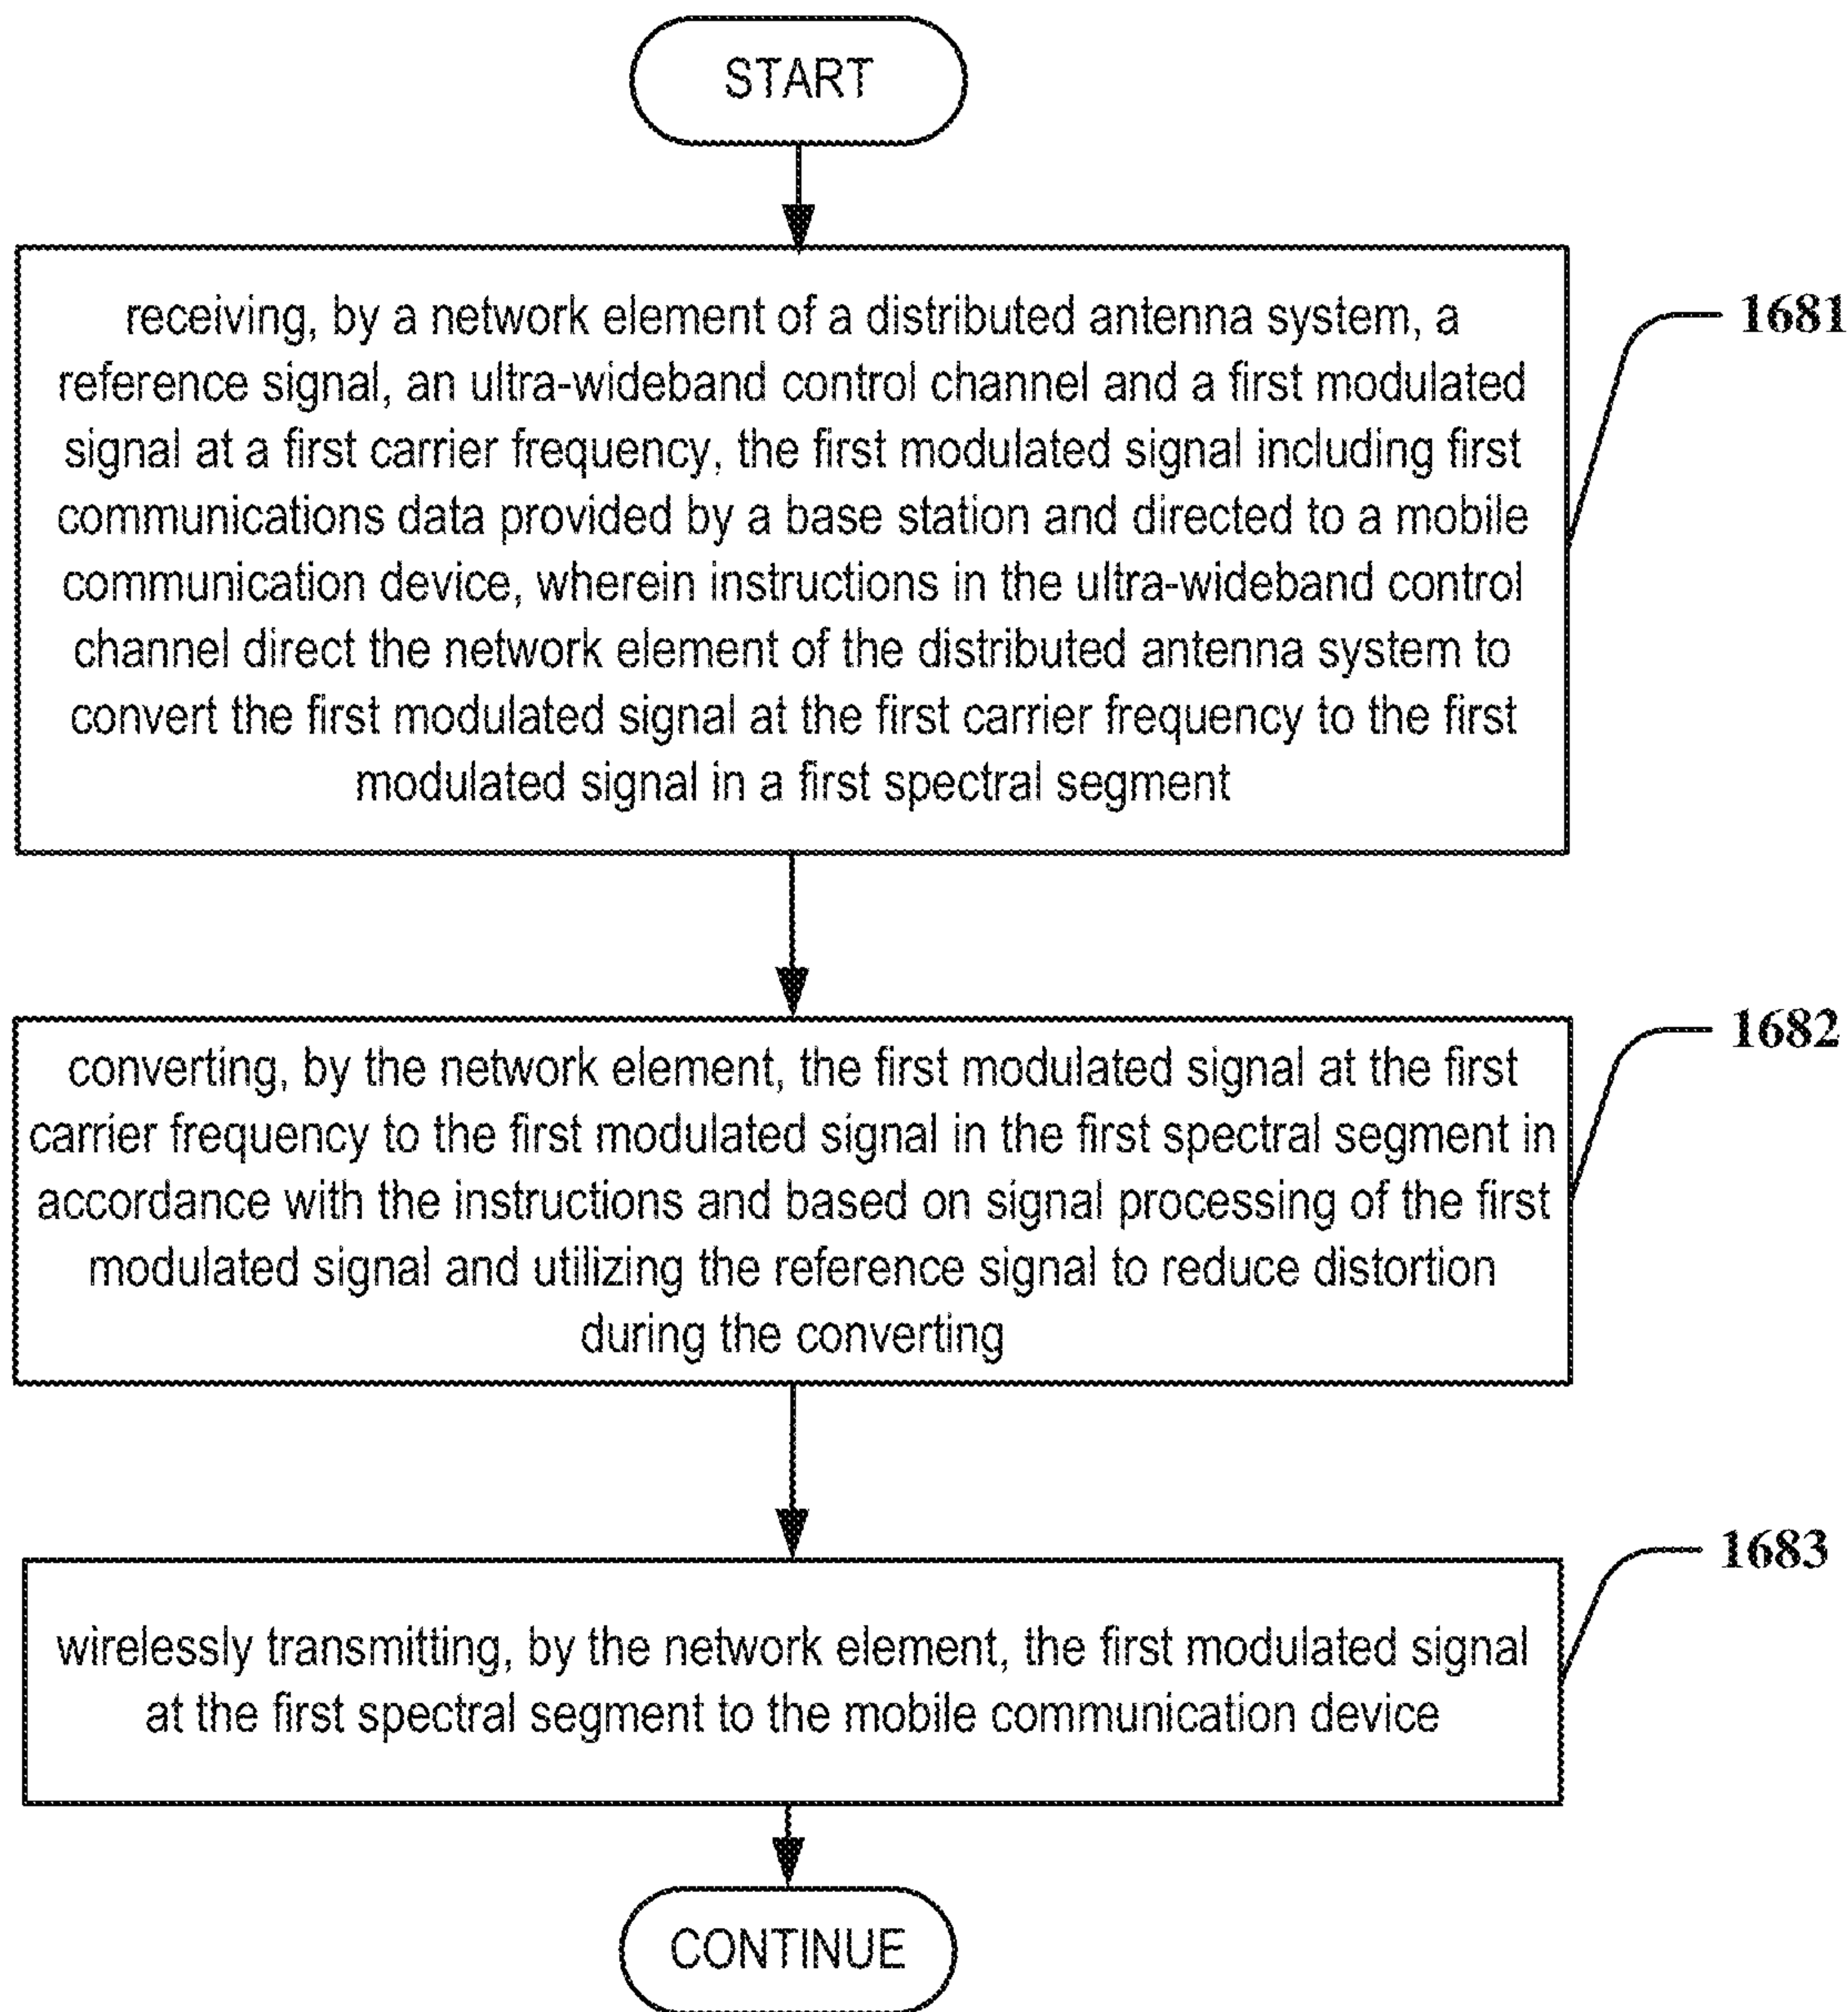 START
receiving, by a network element of a distributed antenna system, a
reference signal, an ultra-wideband control channel and a first modulated
signal at a first carrier frequency, the first modulated signal including first
communications data provided by a base station and directed to a mobile
communication device, wherein instructions in the ultra-wideband control
channel direct the network element of the distributed antenna system to
convert the first modulated signal at the first carrier frequency to the first
modulated signal in a first spectral segment
1681
converting, by the network element, the first modulated signal at the first
carrier frequency to the first modulated signal in the first spectral segment in
accordance with the instructions and based on signal processing of the first
modulated signal and utilizing the reference signal to reduce distortion
during the converting
1682
wirelessly transmitting, by the network element, the first modulated signal
at the first spectral segment to the mobile communication device
1683
CONTINUE